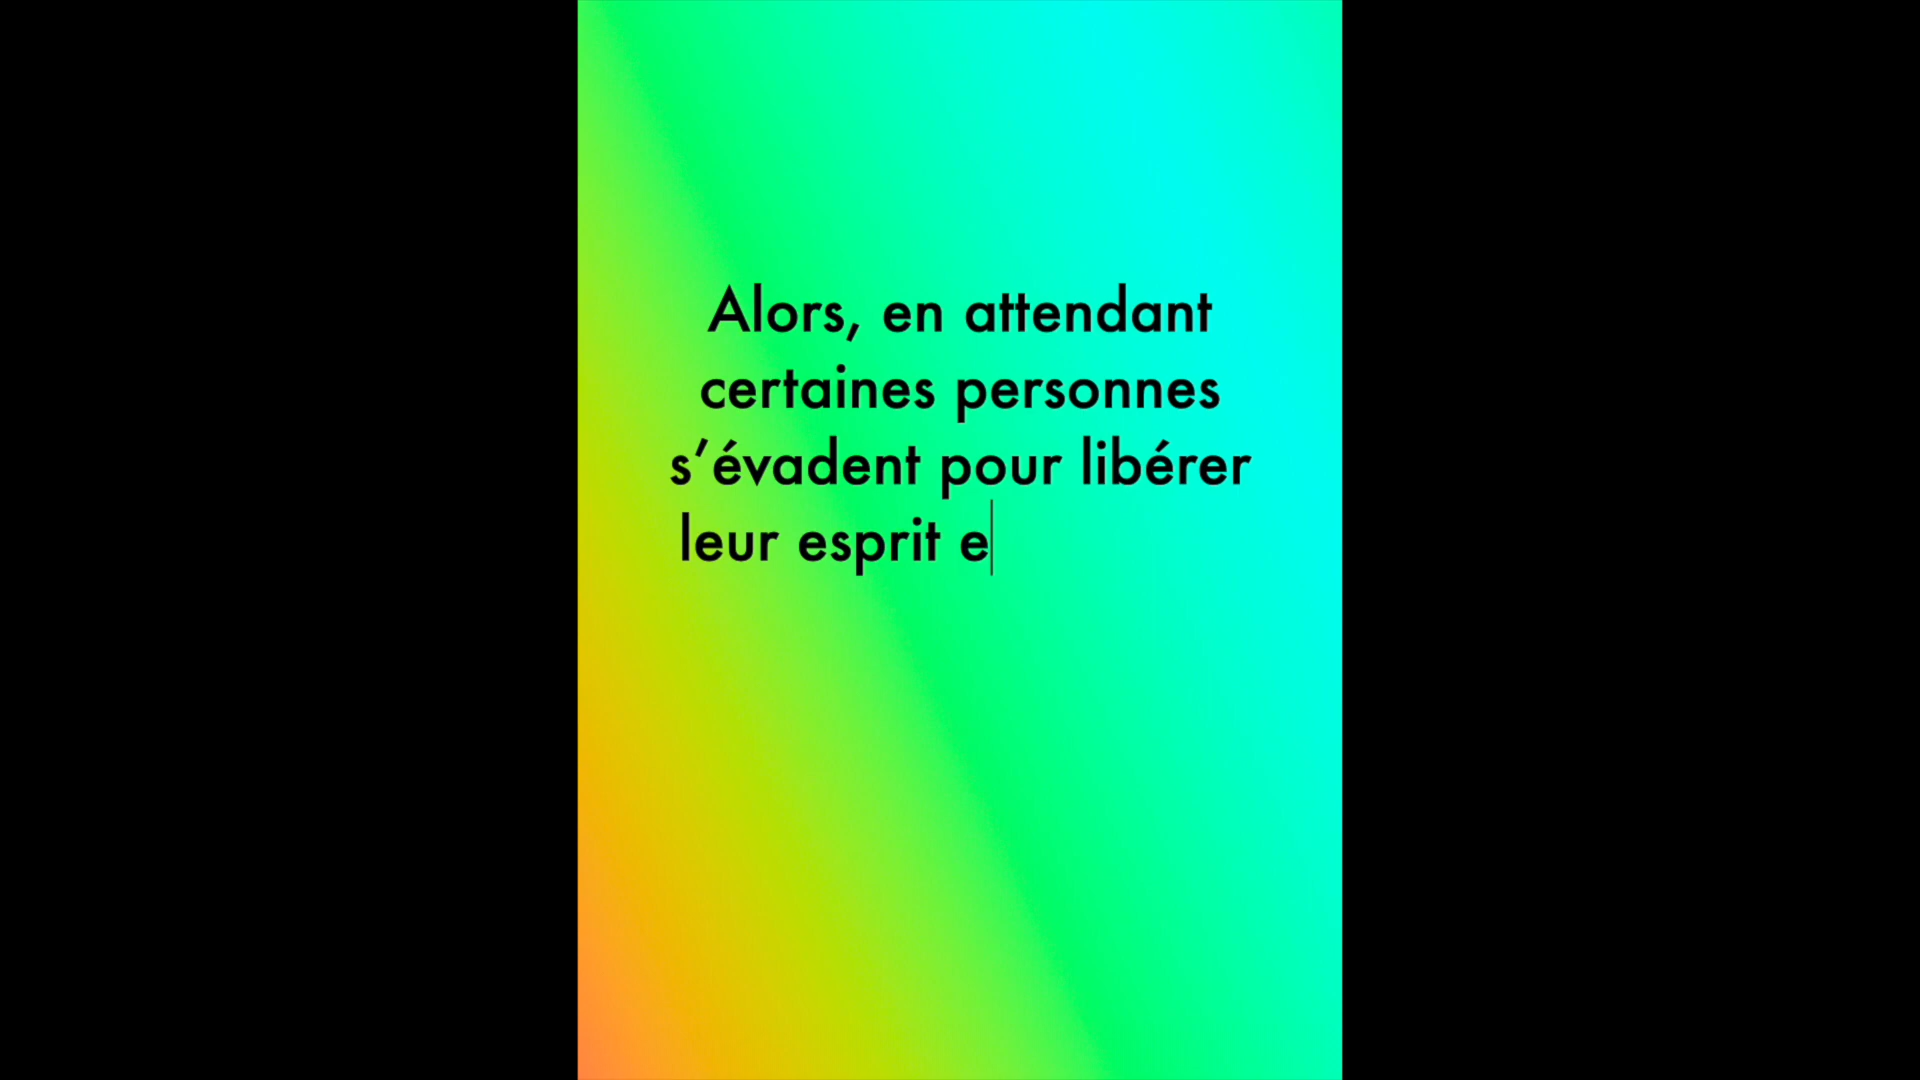 Alors, en attendant
certaines personnes
s’évadent pour libérer
leur esprit e